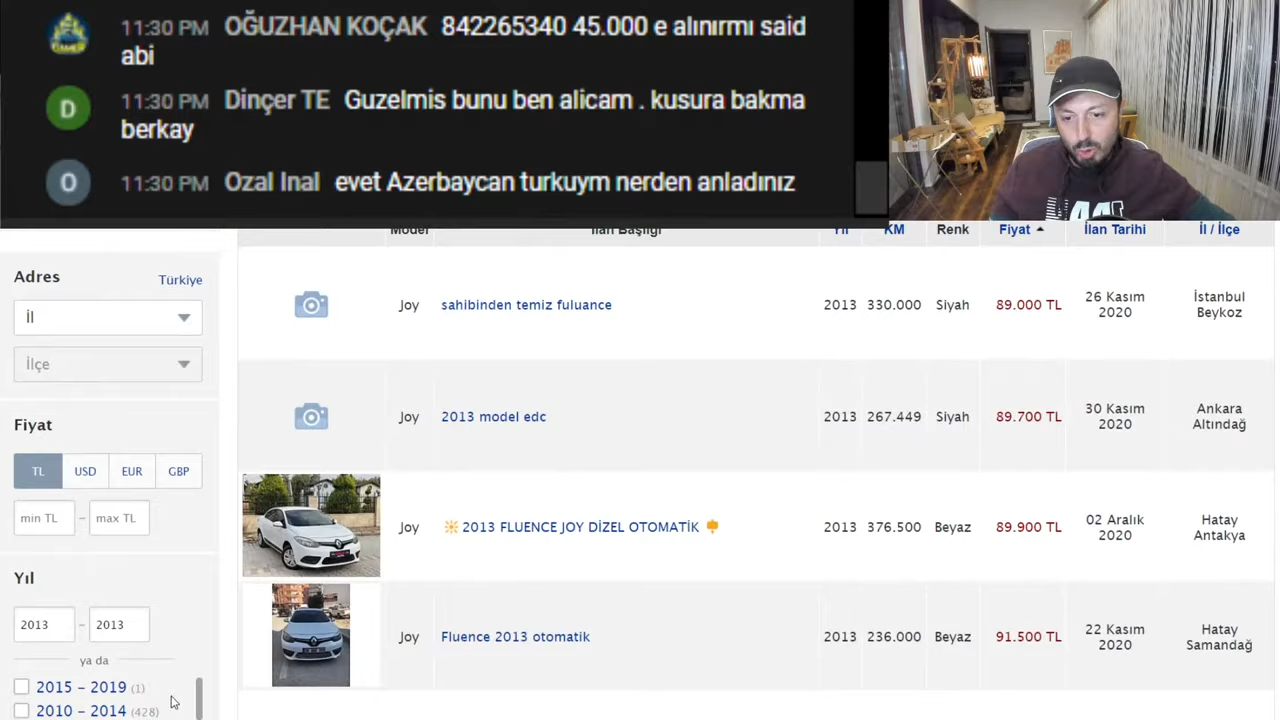 11:30 PM OĞUZHAN KOÇAK 842265340 45.000 e alınırmı said
abi
11:30 PM Dinçer TE Guzelmis bunu ben alicam . kusura bakma
berkay
11:30 PM Ozal Inal evet Azerbaycan turkuym nerden anladınız
Model İlan Başlığı Yıl KM Renk Fiyat İlan Tarihi İl / İlçe
Adres Türkiye
İl
İlçe
Fiyat
TL USD EUR GBP
min TL - max TL
Yıl
2013 - 2013
ya da
2015 - 2019 (1)
2010 - 2014 (428)
Joy sahibinden temiz fuluance 2013 330.000 Siyah 89.000 TL 26 Kasım 2020 İstanbul Beykoz
Joy 2013 model edc 2013 267.449 Siyah 89.700 TL 30 Kasım 2020 Ankara Altındağ
Joy 2013 FLUENCE JOY DİZEL OTOMATİK 2013 376.500 Beyaz 89.900 TL 02 Aralık 2020 Hatay Antakya
Joy Fluence 2013 otomatik 2013 236.000 Beyaz 91.500 TL 22 Kasım 2020 Hatay Samandağ